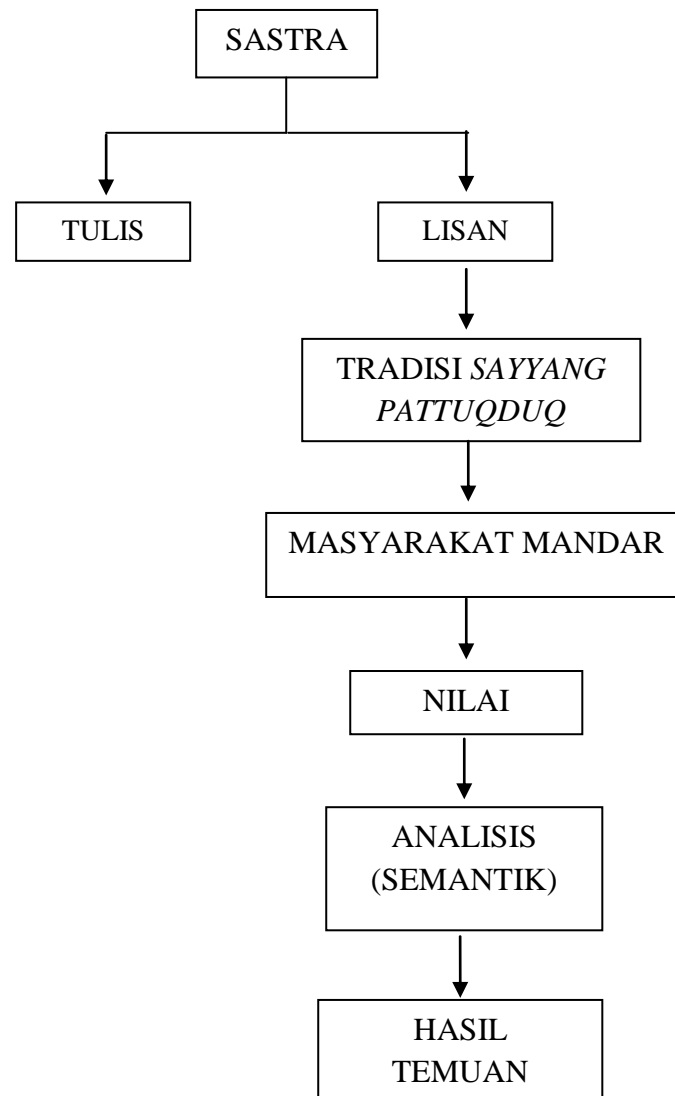 SASTRA
TULIS
LISAN
TRADISI SAYYANG
PATTUQDUQ
MASYARAKAT MANDAR
NILAI
ANALISIS
(SEMANTIK)
HASIL
TEMUAN